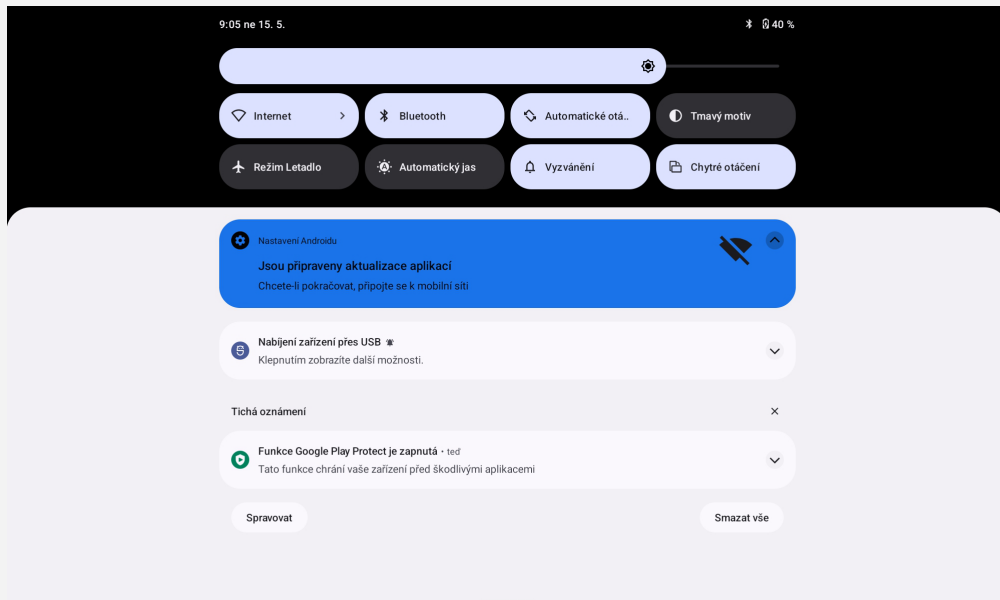 9:05 ne 15. 5.
40 %
Internet
Bluetooth
Automatické otá..
Tmavý motiv
Režim Letadlo
Automatický jas
Vyzvánění
Chytré otáčení
Nastavení Androidu
Jsou připraveny aktualizace aplikací
Chcete-li pokračovat, připojte se k mobilní síti
Nabíjení zařízení přes USB
Klepnutím zobrazíte další možnosti.
Tichá oznámení
Funkce Google Play Protect je zapnutá • teď
Tato funkce chrání vaše zařízení před škodlivými aplikacemi
Spravovat
Smazat vše